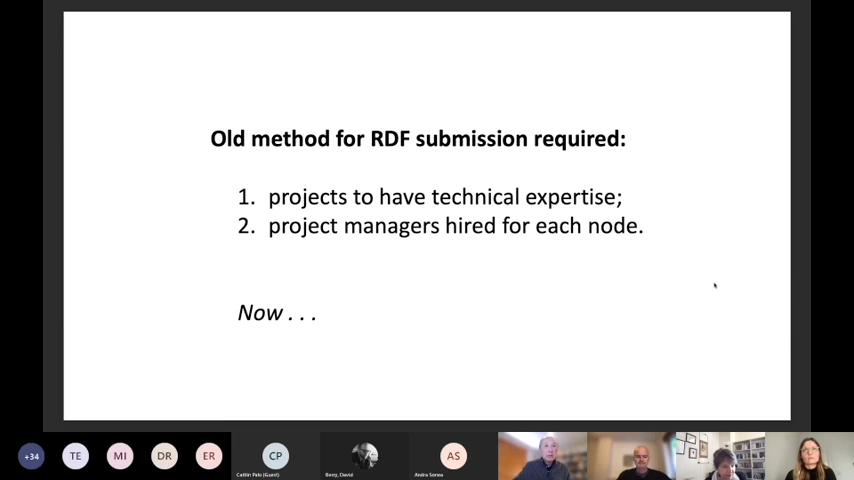 Old method for RDF submission required:
1. projects to have technical expertise;
2. project managers hired for each node.
Now . . .
+34
TE
MI
DR
ER
CP
AS
Caitlin Palo (Guest)
Berry, David
Andra Sonea